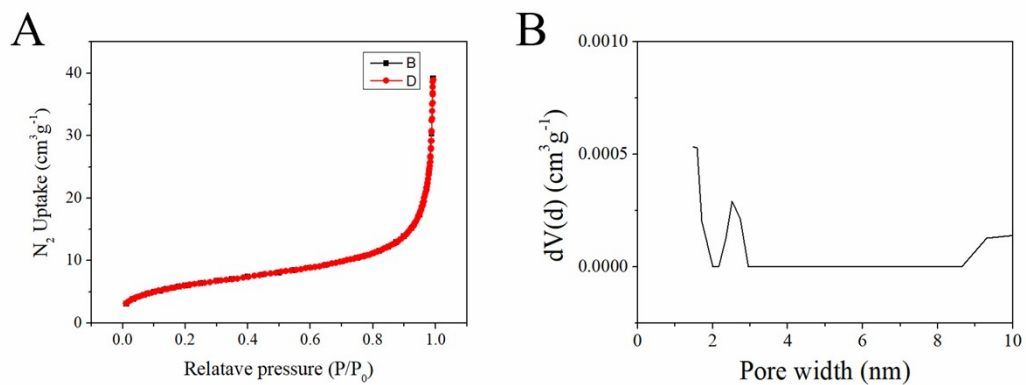 A
B
D
40
30
20
10
0
N₂ Uptake (cm³g⁻¹)
0.0 0.2 0.4 0.6 0.8 1.0
Relatave pressure (P/P₀)
B
0.0010
0.0005
0.0000
dV(d) (cm³g⁻¹)
0 2 4 6 8 10
Pore width (nm)